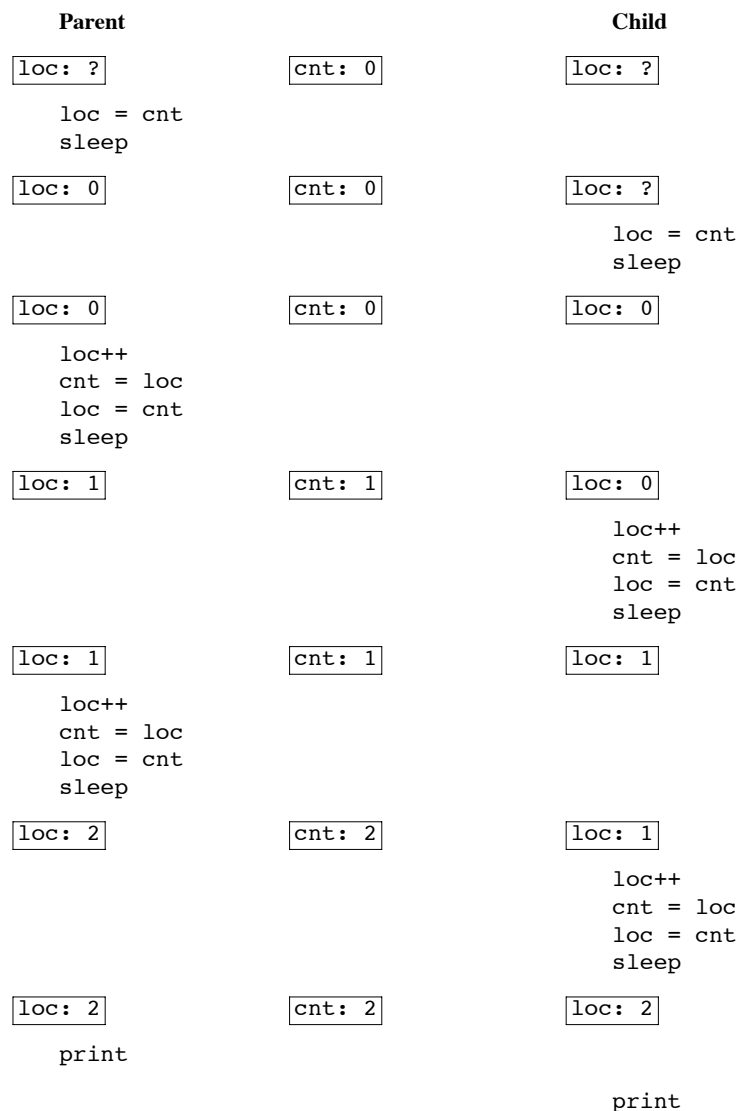 Parent Child
loc: ? cnt: 0 loc: ?
loc = cnt
sleep
loc: 0 cnt: 0 loc: ?
loc = cnt
sleep
loc: 0 cnt: 0 loc: 0
loc++
cnt = loc
loc = cnt
sleep
loc: 1 cnt: 1 loc: 0
loc++
cnt = loc
loc = cnt
sleep
loc: 1 cnt: 1 loc: 1
loc++
cnt = loc
loc = cnt
sleep
loc: 2 cnt: 2 loc: 1
loc++
cnt = loc
loc = cnt
sleep
loc: 2 cnt: 2 loc: 2
print
print